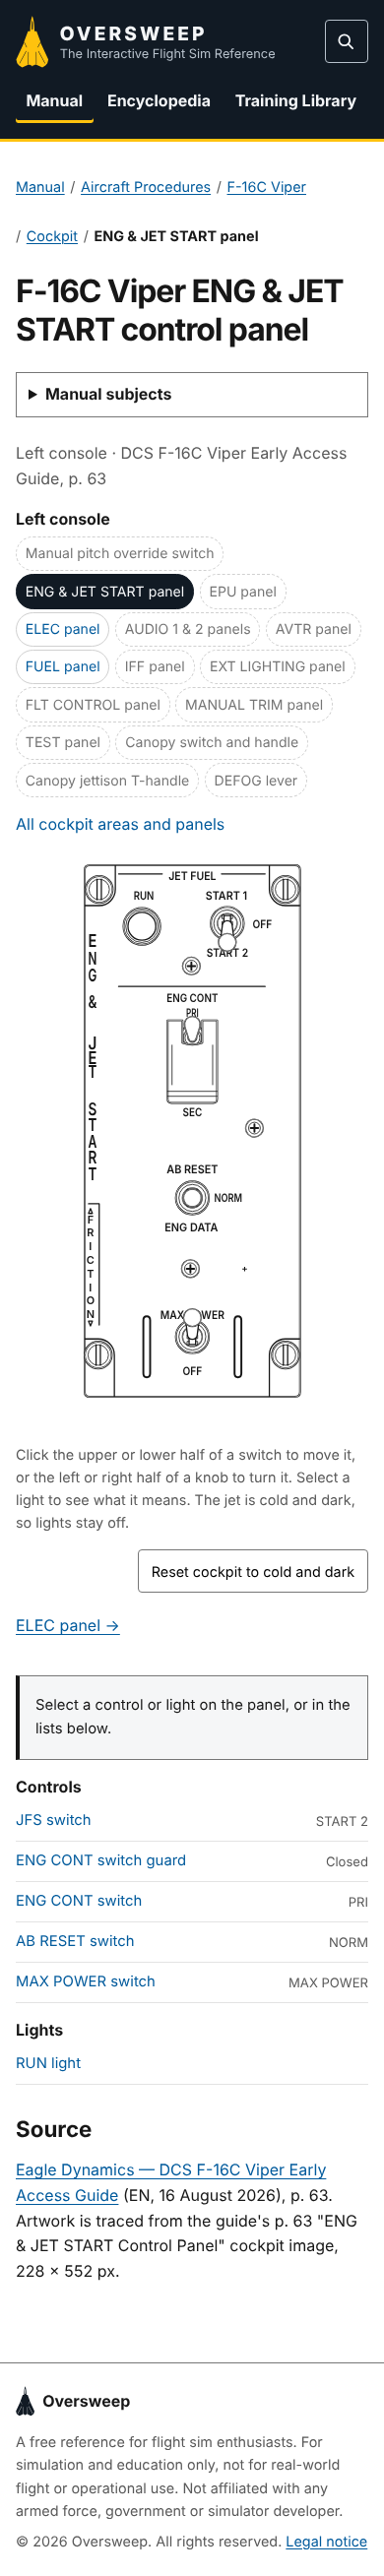 OVERSWEEP
The Interactive Flight Sim Reference
Manual
Encyclopedia
Training Library
Manual / Aircraft Procedures / F-16C Viper
/ Cockpit / ENG & JET START panel
F-16C Viper ENG & JET
START control panel
▶ Manual subjects
Left console · DCS F-16C Viper Early Access
Guide, p. 63
Left console
Manual pitch override switch
ENG & JET START panel
EPU panel
ELEC panel
AUDIO 1 & 2 panels
AVTR panel
FUEL panel
IFF panel
EXT LIGHTING panel
FLT CONTROL panel
MANUAL TRIM panel
TEST panel
Canopy switch and handle
Canopy jettison T-handle
DEFOG lever
All cockpit areas and panels
JET FUEL
RUN
START 1
OFF
START 2
ENG & JET START
ENG CONT
PRI
SEC
AB RESET
NORM
ENG DATA
FRICTION
MAX POWER
OFF
Click the upper or lower half of a switch to move it,
or the left or right half of a knob to turn it. Select a
light to see what it means. The jet is cold and dark,
so lights stay off.
Reset cockpit to cold and dark
ELEC panel →
Select a control or light on the panel, or in the
lists below.
Controls
JFS switch START 2
ENG CONT switch guard Closed
ENG CONT switch PRI
AB RESET switch NORM
MAX POWER switch MAX POWER
Lights
RUN light
Source
Eagle Dynamics — DCS F-16C Viper Early
Access Guide (EN, 16 August 2026), p. 63.
Artwork is traced from the guide's p. 63 "ENG
& JET START Control Panel" cockpit image,
228 × 552 px.
Oversweep
A free reference for flight sim enthusiasts. For
simulation and education only, not for real-world
flight or operational use. Not affiliated with any
armed force, government or simulator developer.
© 2026 Oversweep. All rights reserved. Legal notice